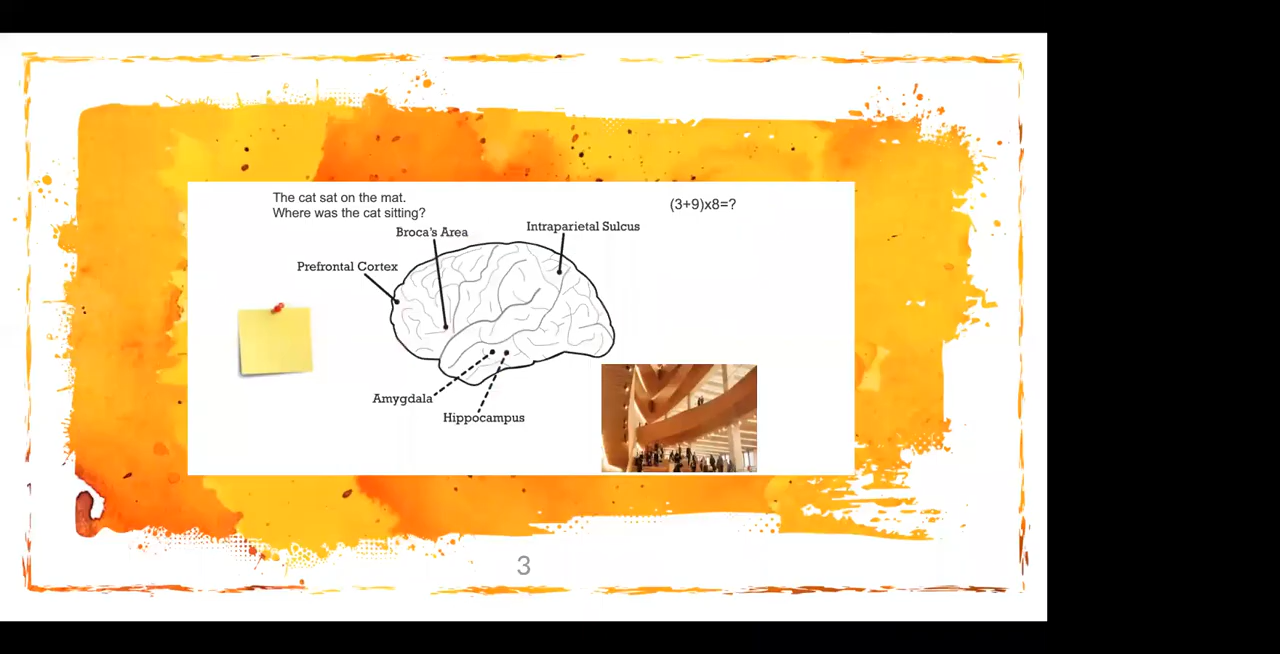 The cat sat on the mat.
Where was the cat sitting?
(3+9)x8=?
Broca's Area
Intraparietal Sulcus
Prefrontal Cortex
Amygdala
Hippocampus
3